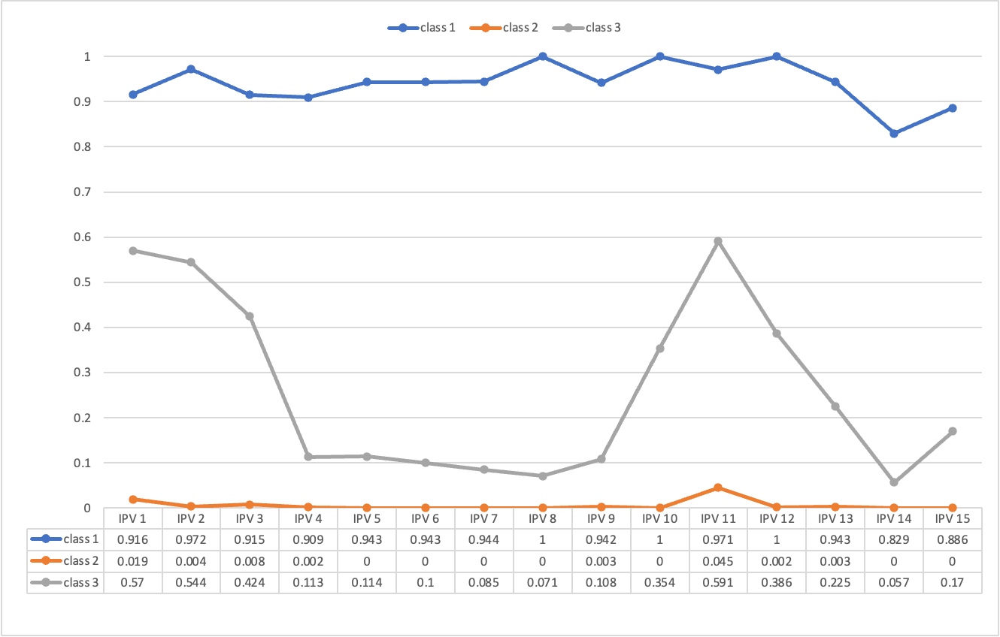 class 1 class 2 class 3
1
0.9
0.8
0.7
0.6
0.5
0.4
0.3
0.2
0.1
0
IPV 1 IPV 2 IPV 3 IPV 4 IPV 5 IPV 6 IPV 7 IPV 8 IPV 9 IPV 10 IPV 11 IPV 12 IPV 13 IPV 14 IPV 15
class 1 0.916 0.972 0.915 0.909 0.943 0.943 0.944 1 0.942 1 0.971 1 0.943 0.829 0.886
class 2 0.019 0.004 0.008 0.002 0 0 0 0 0.003 0 0.045 0.002 0.003 0 0
class 3 0.57 0.544 0.424 0.113 0.114 0.1 0.085 0.071 0.108 0.354 0.591 0.386 0.225 0.057 0.17